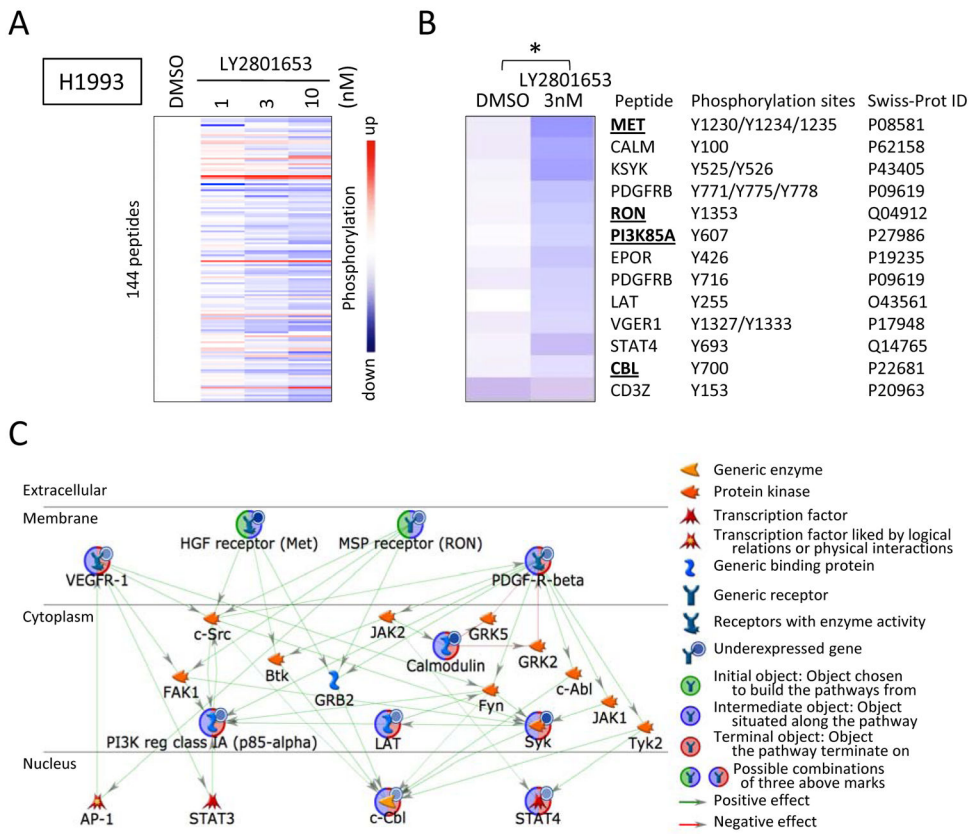 A
H1993
DMSO
LY2801653
1
3
10
(nM)
144 peptides
up
Phosphorylation
down
B
*
LY2801653
DMSO 3nM Peptide Phosphorylation sites Swiss-Prot ID
MET Y1230/Y1234/1235 P08581
CALM Y100 P62158
KSYK Y525/Y526 P43405
PDGFRB Y771/Y775/Y778 P09619
RON Y1353 Q04912
PI3K85A Y607 P27986
EPOR Y426 P19235
PDGFRB Y716 P09619
LAT Y255 O43561
VGER1 Y1327/Y1333 P17948
STAT4 Y693 Q14765
CBL Y700 P22681
CD3Z Y153 P20963
C
Extracellular
Membrane
HGF receptor (Met) MSP receptor (RON)
VEGFR-1 PDGF-R-beta
Cytoplasm
c-Src JAK2 GRK5
Calmodulin GRK2
Btk
FAK1 GRB2 Fyn c-Abl
JAK1
PI3K reg class IA (p85-alpha) LAT Syk Tyk2
Nucleus
AP-1 STAT3 c-Cbl STAT4
Generic enzyme
Protein kinase
Transcription factor
Transcription factor liked by logical
relations or physical interactions
Generic binding protein
Generic receptor
Receptors with enzyme activity
Underexpressed gene
Initial object: Object chosen
to build the pathways from
Intermediate object: Object
situated along the pathway
Terminal object: Object
the pathway terminate on
Possible combinations
of three above marks
Positive effect
Negative effect